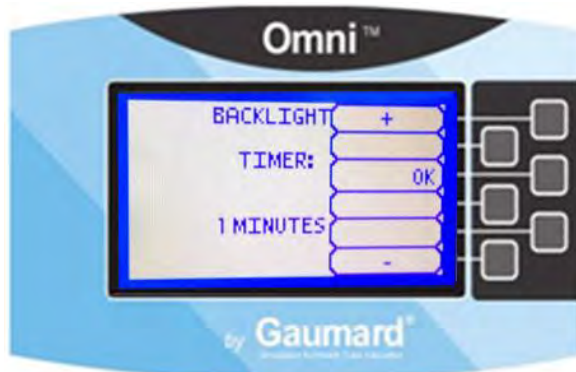 Omni™
BACKLIGHT +
TIMER:
OK
1 MINUTES
-
by Gaumard®